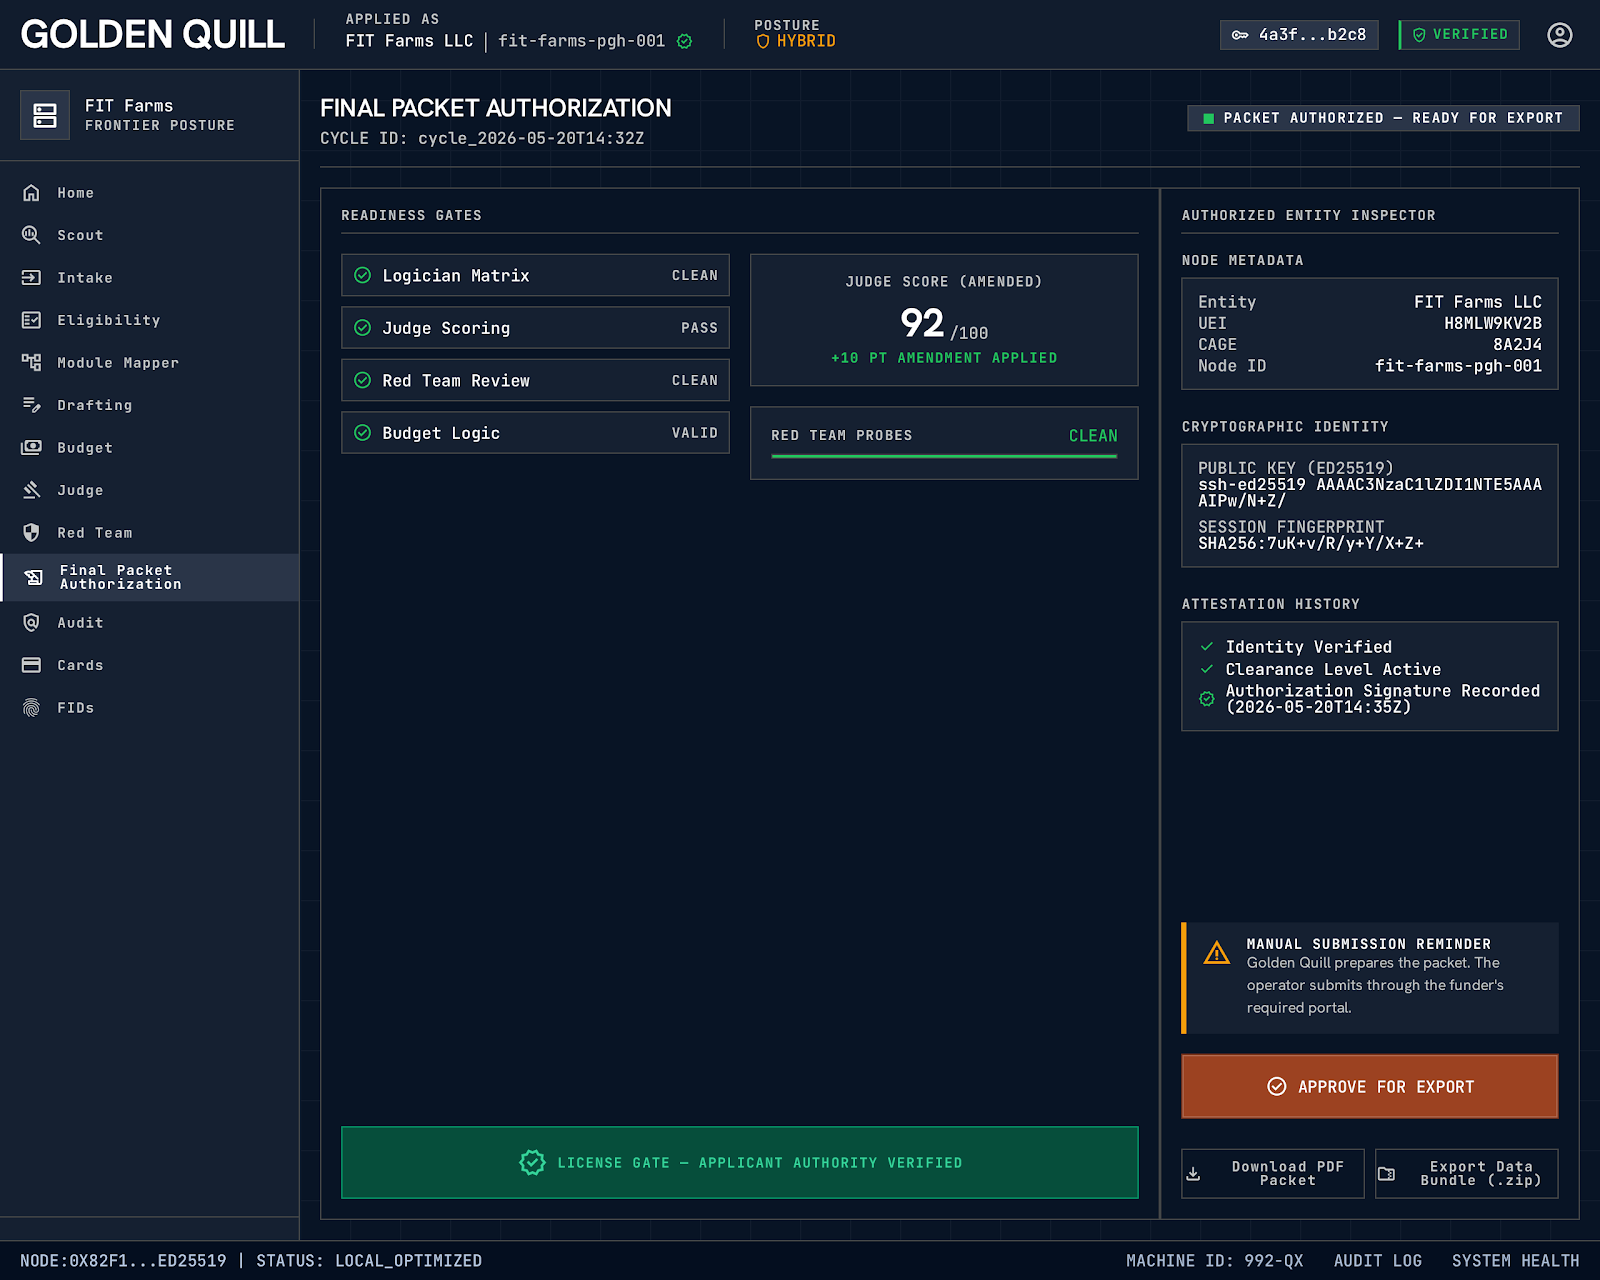 GOLDEN QUILL
APPLIED AS
FIT Farms LLC | fit-farms-pgh-001
POSTURE
HYBRID
4a3f...b2c8
VERIFIED
FIT Farms
FRONTIER POSTURE
Home
Scout
Intake
Eligibility
Module Mapper
Drafting
Budget
Judge
Red Team
Final Packet
Authorization
Audit
Cards
FIDs
FINAL PACKET AUTHORIZATION
CYCLE ID: cycle_2026-05-20T14:32Z
PACKET AUTHORIZED — READY FOR EXPORT
READINESS GATES
Logician Matrix CLEAN
Judge Scoring PASS
Red Team Review CLEAN
Budget Logic VALID
JUDGE SCORE (AMENDED)
92 /100
+10 PT AMENDMENT APPLIED
RED TEAM PROBES CLEAN
LICENSE GATE — APPLICANT AUTHORITY VERIFIED
AUTHORIZED ENTITY INSPECTOR
NODE METADATA
Entity FIT Farms LLC
UEI H8MLW9KV2B
CAGE 8A2J4
Node ID fit-farms-pgh-001
CRYPTOGRAPHIC IDENTITY
PUBLIC KEY (ED25519)
ssh-ed25519 AAAAC3NzaC1lZDI1NTE5AAA
AIPw/N+Z/
SESSION FINGERPRINT
SHA256:7uK+v/R/y+Y/X+Z+
ATTESTATION HISTORY
Identity Verified
Clearance Level Active
Authorization Signature Recorded
(2026-05-20T14:35Z)
MANUAL SUBMISSION REMINDER
Golden Quill prepares the packet. The
operator submits through the funder's
required portal.
APPROVE FOR EXPORT
Download PDF
Packet
Export Data
Bundle (.zip)
NODE:0X82F1...ED25519 | STATUS: LOCAL_OPTIMIZED
MACHINE ID: 992-QX AUDIT LOG SYSTEM HEALTH